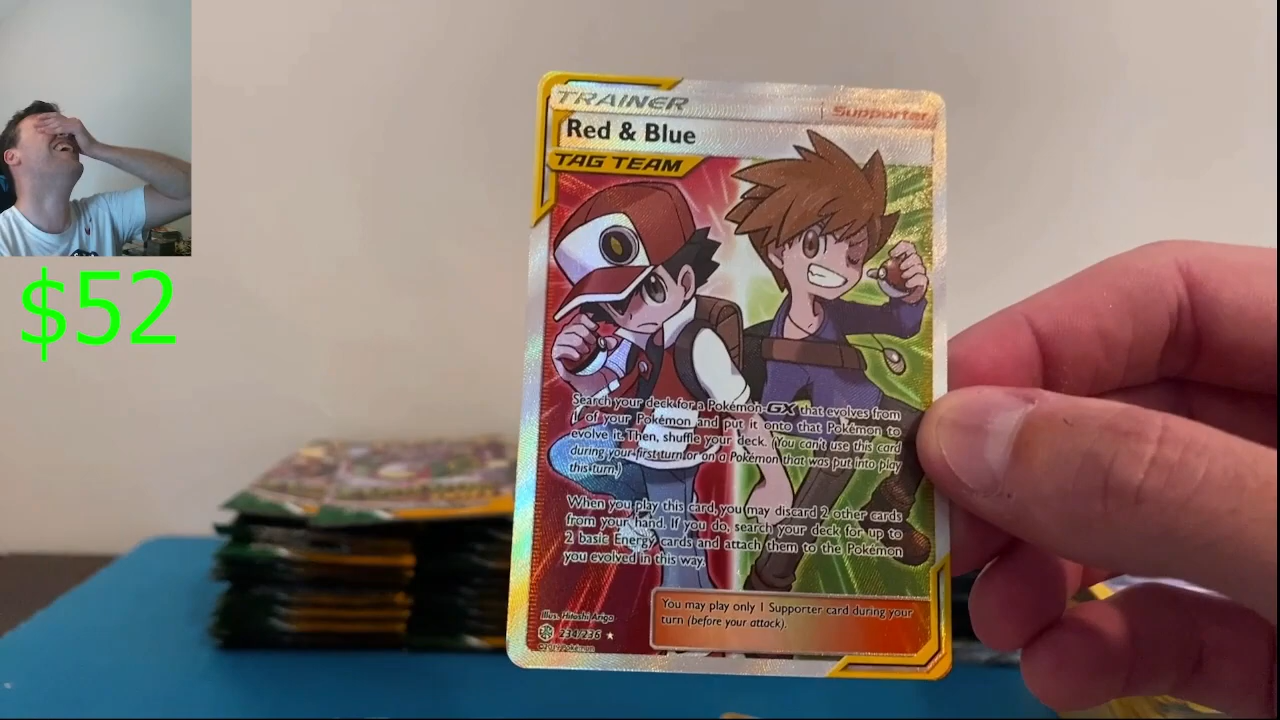 $52
TRAINER
Supporter
Red & Blue
TAG TEAM
Search your deck for a Pokémon-GX that evolves from
1 of your Pokémon and put it onto that Pokémon to
evolve it. Then, shuffle your deck. (You can't use this card
during your first turn or on a Pokémon that was put into play
this turn.)
When you play this card, you may discard 2 other cards
from your hand. If you do, search your deck for up to
2 basic Energy cards and attach them to the Pokémon
you evolved in this way.
You may play only 1 Supporter card during your
turn (before your attack).
Illus. Hitoshi Ariga
234/236
©2019 Pokémon